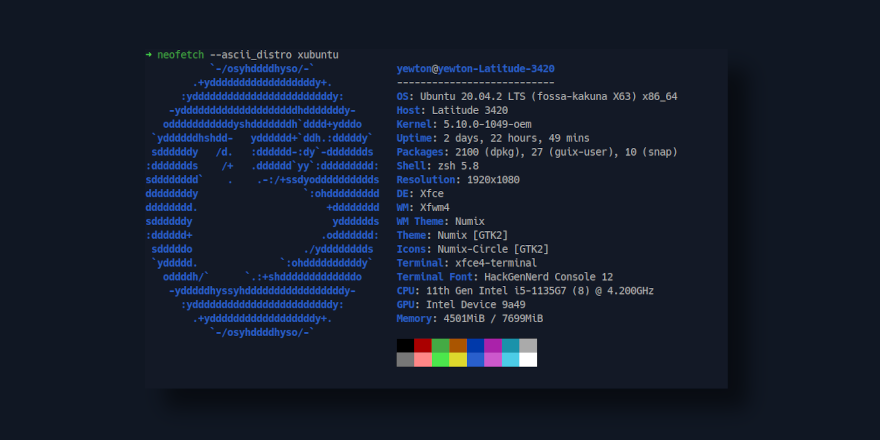 → neofetch --ascii_distro xubuntu
`-/osyhddddhyso/-`
.+yddddddddddddddddddy+.
:yddddddddddddddddddddddddy:
-yddddddddddddddddddddhdddddddy-
odddddddddddyshdddddddh`dddd+ydddo
`yddddddhshdd-   ydddddd+`ddh.:dddddy`
sddddddy   /d.   :dddddd-:dy`-ddddddds
:ddddddds    /+   .dddddd`yy`:ddddddddd:
sdddddddd`    .    .-:/+ssdyodddddddddds
ddddddddy                  `:ohddddddddd
dddddddd.                      +dddddddd
sddddddy                        ydddddds
:dddddd+                      .oddddddd:
sdddddo                   ./ydddddddds
`yddddd.              `:ohddddddddddy`
oddddh/`      `.:+shdddddddddddddo
-ydddddhyssyhdddddddddddddddddy-
:yddddddddddddddddddddddddy:
.+yddddddddddddddddddy+.
`-/osyhddddhyso/-`
yewton@yewton-Latitude-3420
---------------------------
OS: Ubuntu 20.04.2 LTS (fossa-kakuna X63) x86_64
Host: Latitude 3420
Kernel: 5.10.0-1049-oem
Uptime: 2 days, 22 hours, 49 mins
Packages: 2100 (dpkg), 27 (guix-user), 10 (snap)
Shell: zsh 5.8
Resolution: 1920x1080
DE: Xfce
WM: Xfwm4
WM Theme: Numix
Theme: Numix [GTK2]
Icons: Numix-Circle [GTK2]
Terminal: xfce4-terminal
Terminal Font: HackGenNerd Console 12
CPU: 11th Gen Intel i5-1135G7 (8) @ 4.200GHz
GPU: Intel Device 9a49
Memory: 4501MiB / 7699MiB